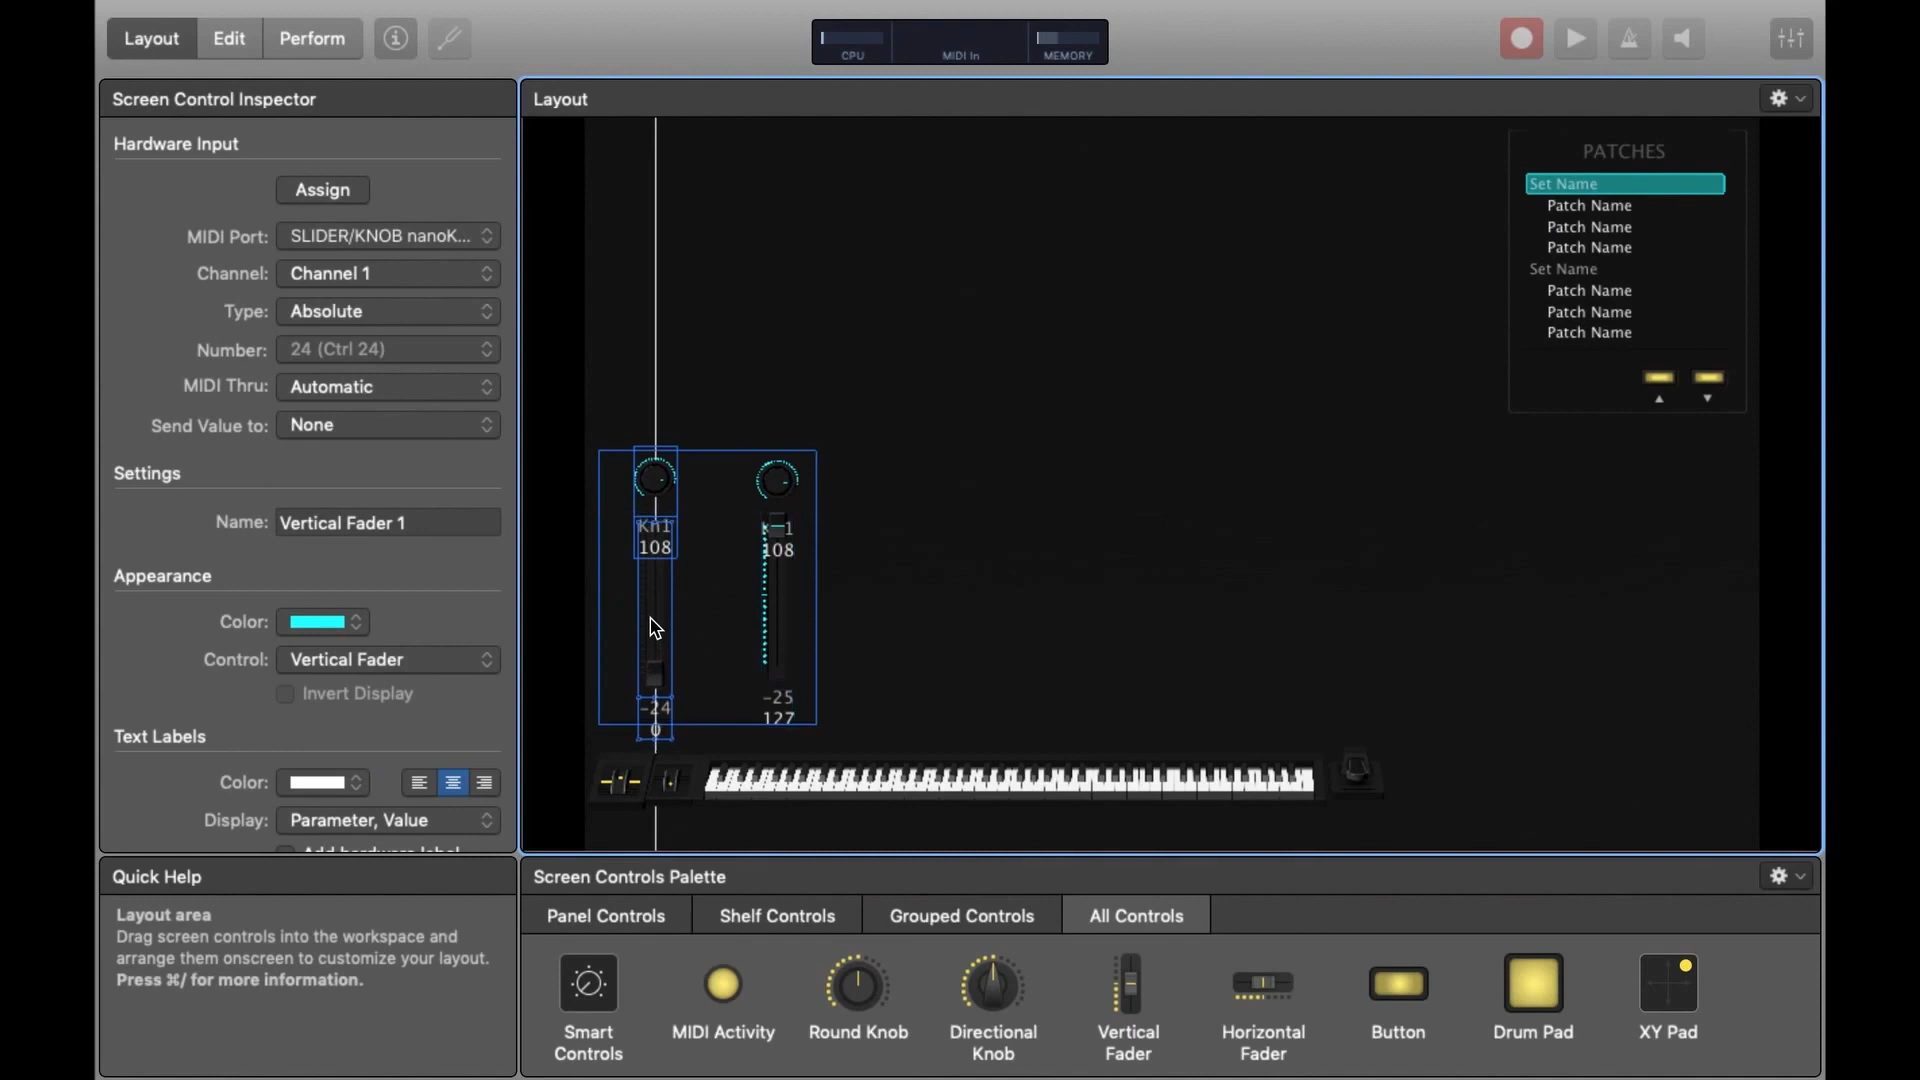 Layout
Edit
Perform
CPU
MIDI In
MEMORY
Screen Control Inspector
Hardware Input
Assign
MIDI Port: SLIDER/KNOB nanoK...
Channel: Channel 1
Type: Absolute
Number: 24 (Ctrl 24)
MIDI Thru: Automatic
Send Value to: None
Settings
Name: Vertical Fader 1
Appearance
Color:
Control: Vertical Fader
Invert Display
Text Labels
Color:
Display: Parameter, Value
Add hardware label
Quick Help
Layout area
Drag screen controls into the workspace and
arrange them onscreen to customize your layout.
Press ⌘/ for more information.
Layout
PATCHES
Set Name
Patch Name
Patch Name
Patch Name
Set Name
Patch Name
Patch Name
Patch Name
Kn1
108
-24
0
108
-25
127
Screen Controls Palette
Panel Controls
Shelf Controls
Grouped Controls
All Controls
Smart
Controls
MIDI Activity
Round Knob
Directional
Knob
Vertical
Fader
Horizontal
Fader
Button
Drum Pad
XY Pad